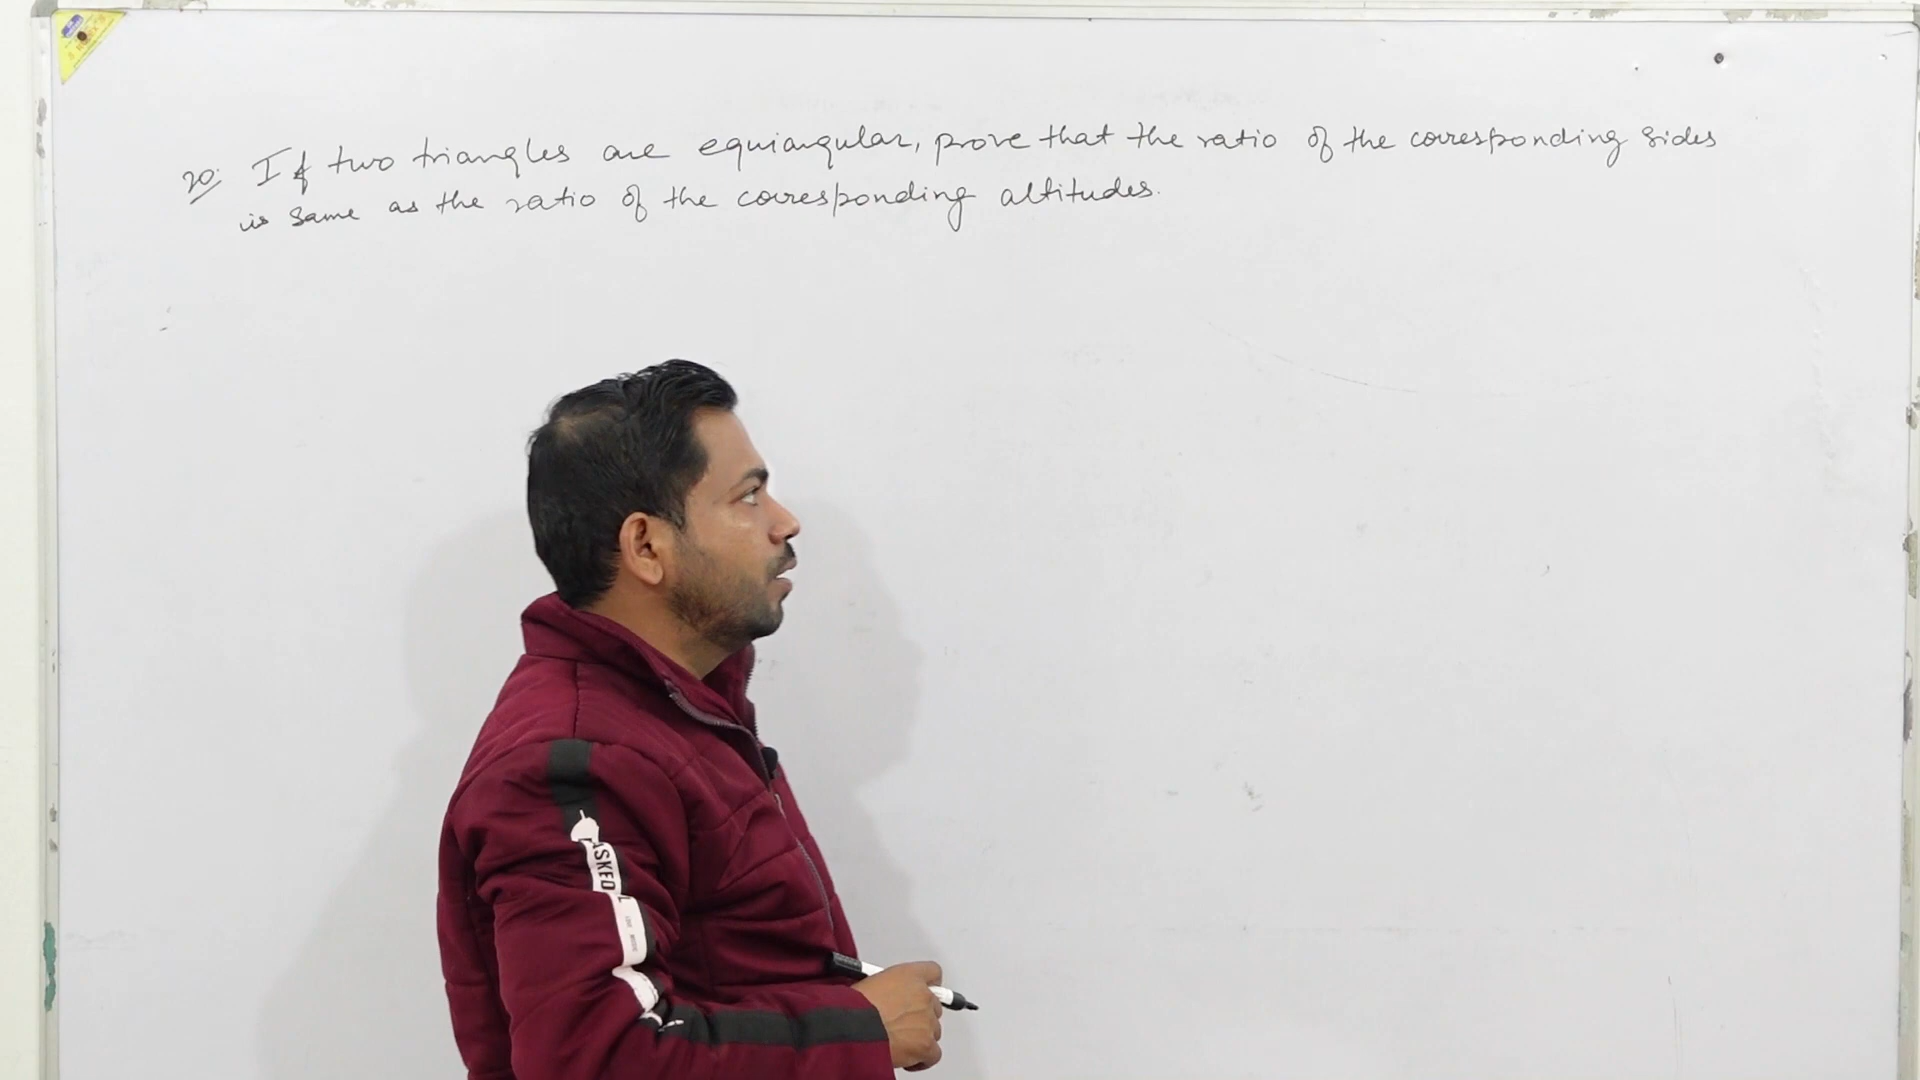 20. If two triangles are equiangular, prove that the ratio of the corresponding sides
is same as the ratio of the corresponding altitudes.
ASKED